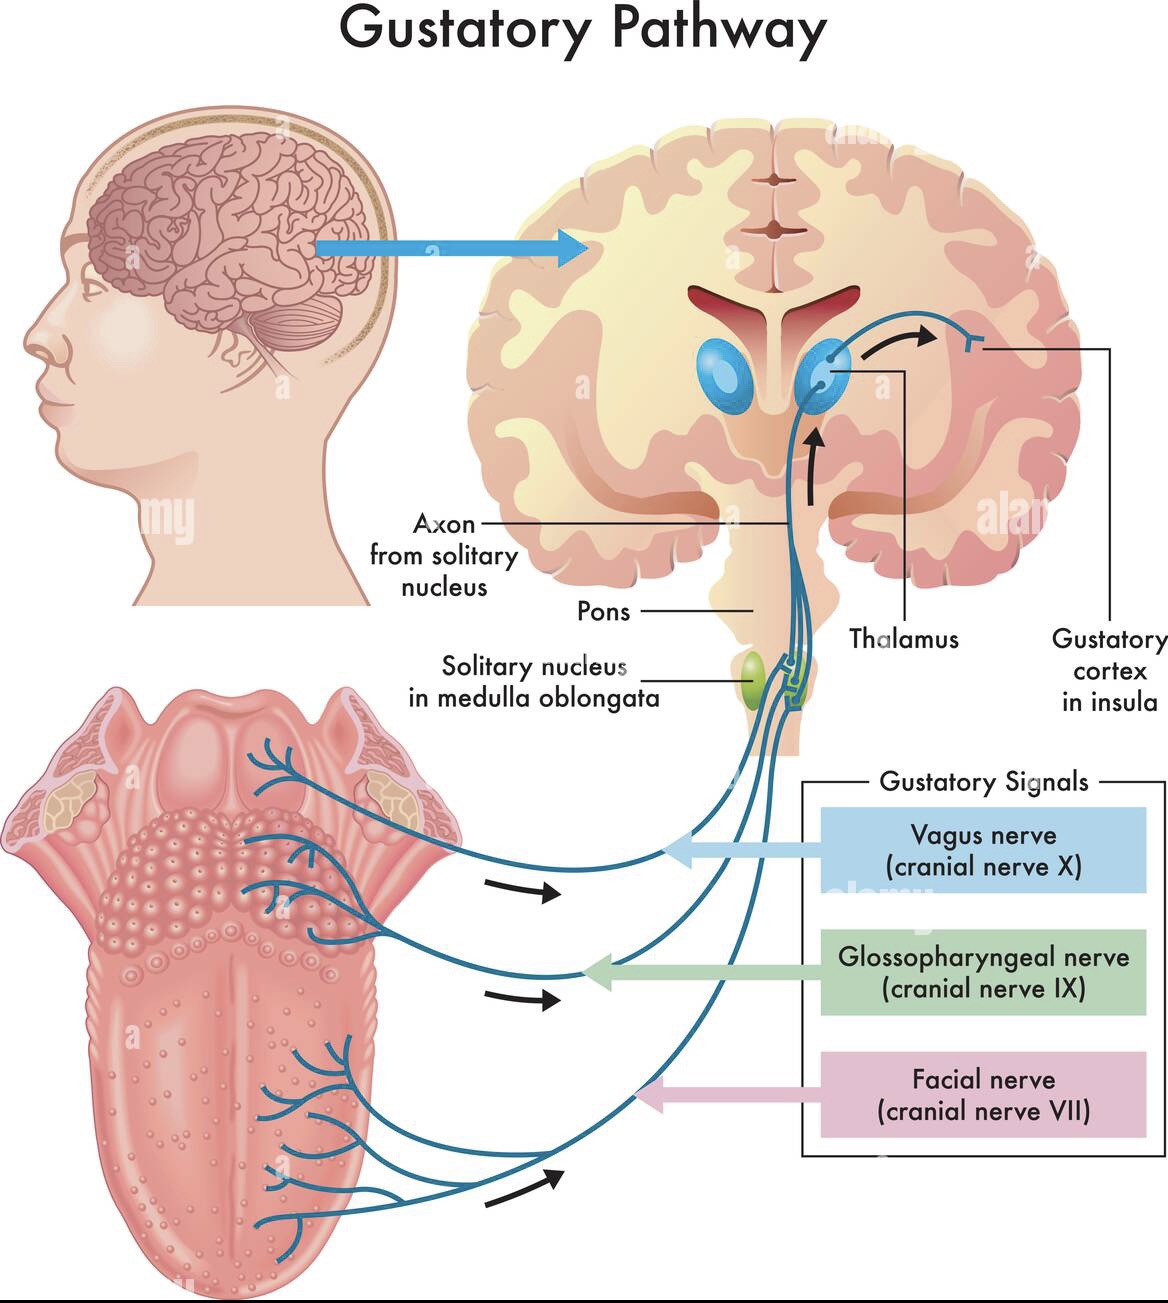 Gustatory Pathway
Axon
from solitary
nucleus
Pons
Solitary nucleus
in medulla oblongata
Thalamus
Gustatory
cortex
in insula
Gustatory Signals
Vagus nerve
(cranial nerve X)
Glossopharyngeal nerve
(cranial nerve IX)
Facial nerve
(cranial nerve VII)